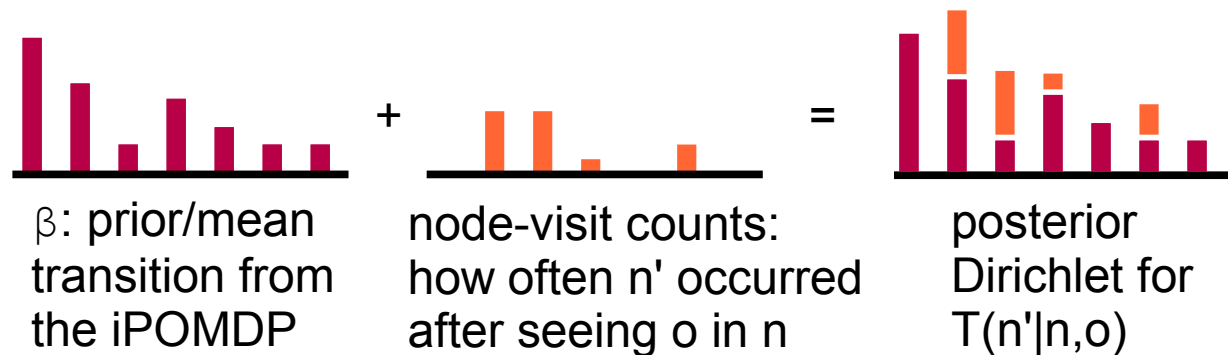 +
=
β: prior/mean
transition from
the iPOMDP
node-visit counts:
how often n' occurred
after seeing o in n
posterior
Dirichlet for
T(n'|n,o)